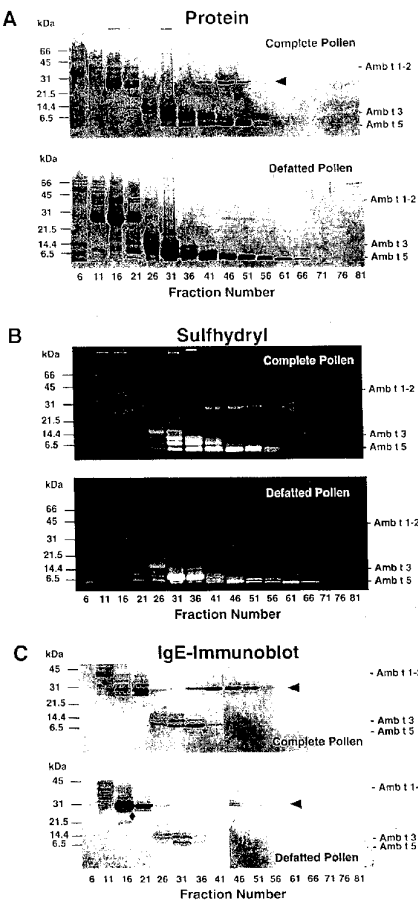 A
Protein
kDa
Complete Pollen
66
45
31
21.5
14.4
6.5
Amb t 1-2
Amb t 3
Amb t 5
kDa
Defatted Pollen
66
45
31
21.5
14.4
6.5
Amb t 1-2
Amb t 3
Amb t 5
6 11 16 21 26 31 36 41 46 51 56 61 66 71 76 81
Fraction Number
B
Sulfhydryl
kDa
Complete Pollen
66
45
31
21.5
14.4
6.5
Amb t 1-2
Amb t 3
Amb t 5
kDa
Defatted Pollen
66
45
31
21.5
14.4
6.5
Amb t 1-2
Amb t 3
Amb t 5
6 11 16 21 26 31 36 41 46 51 56 61 66 71 76 81
Fraction Number
C
IgE-Immunoblot
kDa
45
31
21.5
14.4
6.5
Amb t 1-
Amb t 3
Amb t 5
Complete Pollen
kDa
45
31
21.5
14.4
6.5
Amb t 1-
Amb t 3
Amb t 5
Defatted Pollen
6 11 16 21 26 31 36 41 46 51 56 61 66 71 76 81
Fraction Number